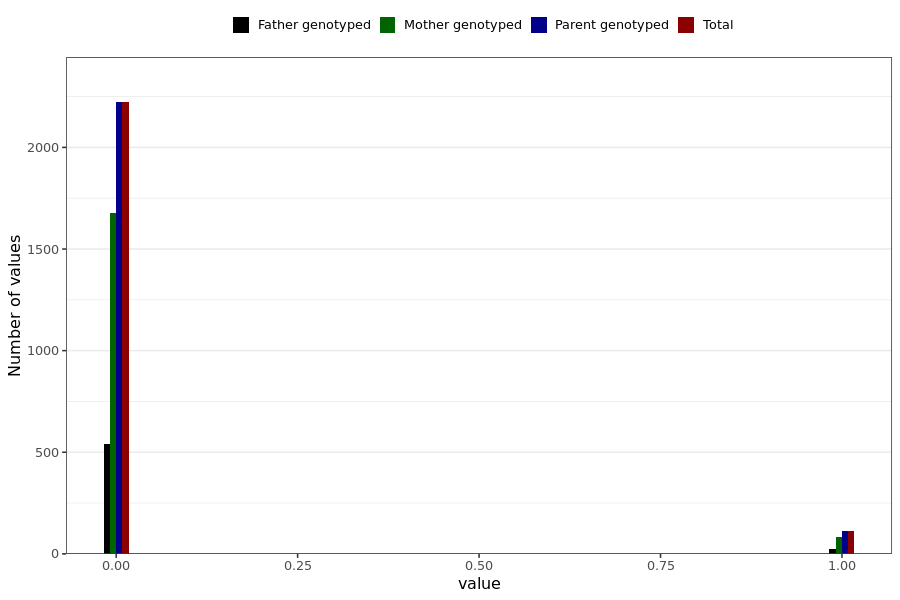 Father genotyped Mother genotyped Parent genotyped Total
Number of values
2000
1500
1000
500
0
0.00 0.25 0.50 0.75 1.00
value